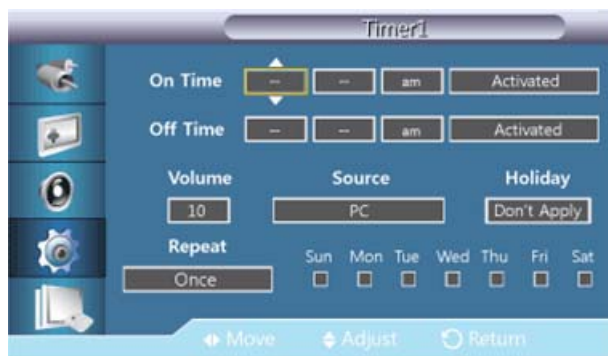 Timer1
On Time -- -- am Activated
Off Time -- -- am Activated
Volume Source Holiday
10 PC Don't Apply
Repeat Sun Mon Tue Wed Thu Fri Sat
Once
Move Adjust Return